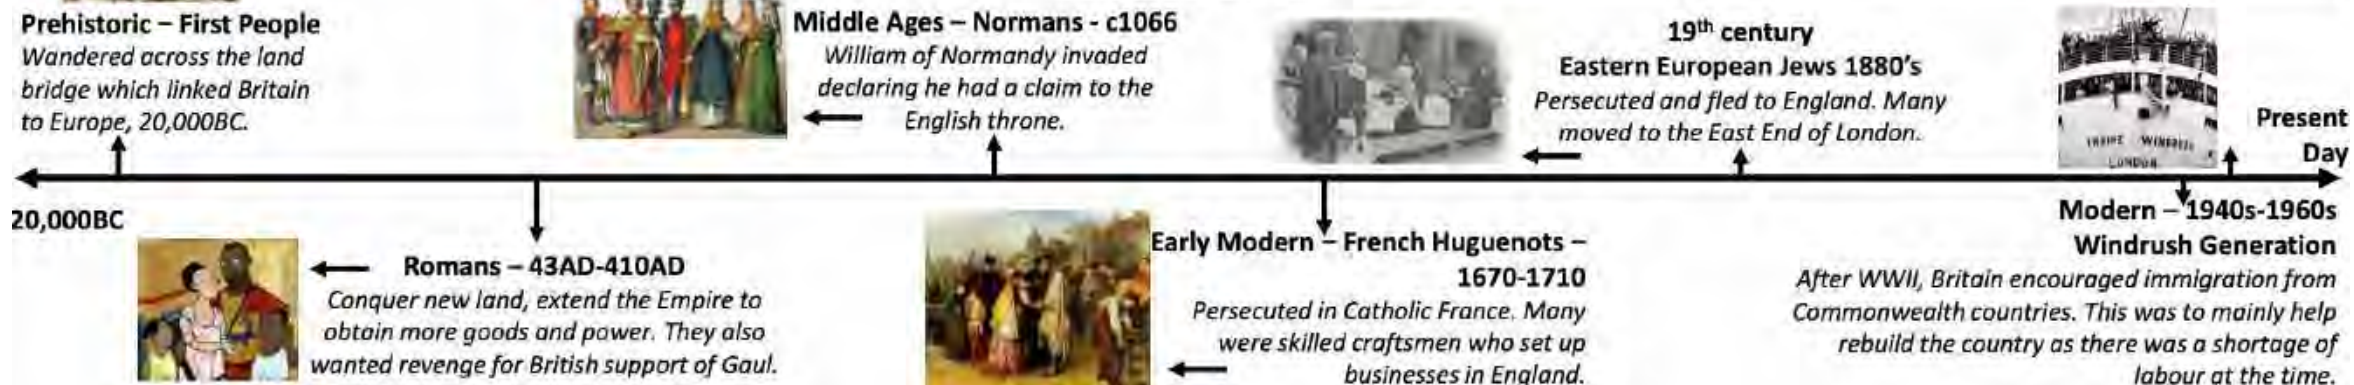 Prehistoric – First People
Wandered across the land
bridge which linked Britain
to Europe, 20,000BC.
Middle Ages – Normans - c1066
William of Normandy invaded
declaring he had a claim to the
English throne.
19th century
Eastern European Jews 1880's
Persecuted and fled to England. Many
moved to the East End of London.
EMPIRE WINDRUSH
LONDON
Present
Day
20,000BC
Romans – 43AD-410AD
Conquer new land, extend the Empire to
obtain more goods and power. They also
wanted revenge for British support of Gaul.
Early Modern – French Huguenots –
1670-1710
Persecuted in Catholic France. Many
were skilled craftsmen who set up
businesses in England.
Modern – 1940s-1960s
Windrush Generation
After WWII, Britain encouraged immigration from
Commonwealth countries. This was to mainly help
rebuild the country as there was a shortage of
labour at the time.